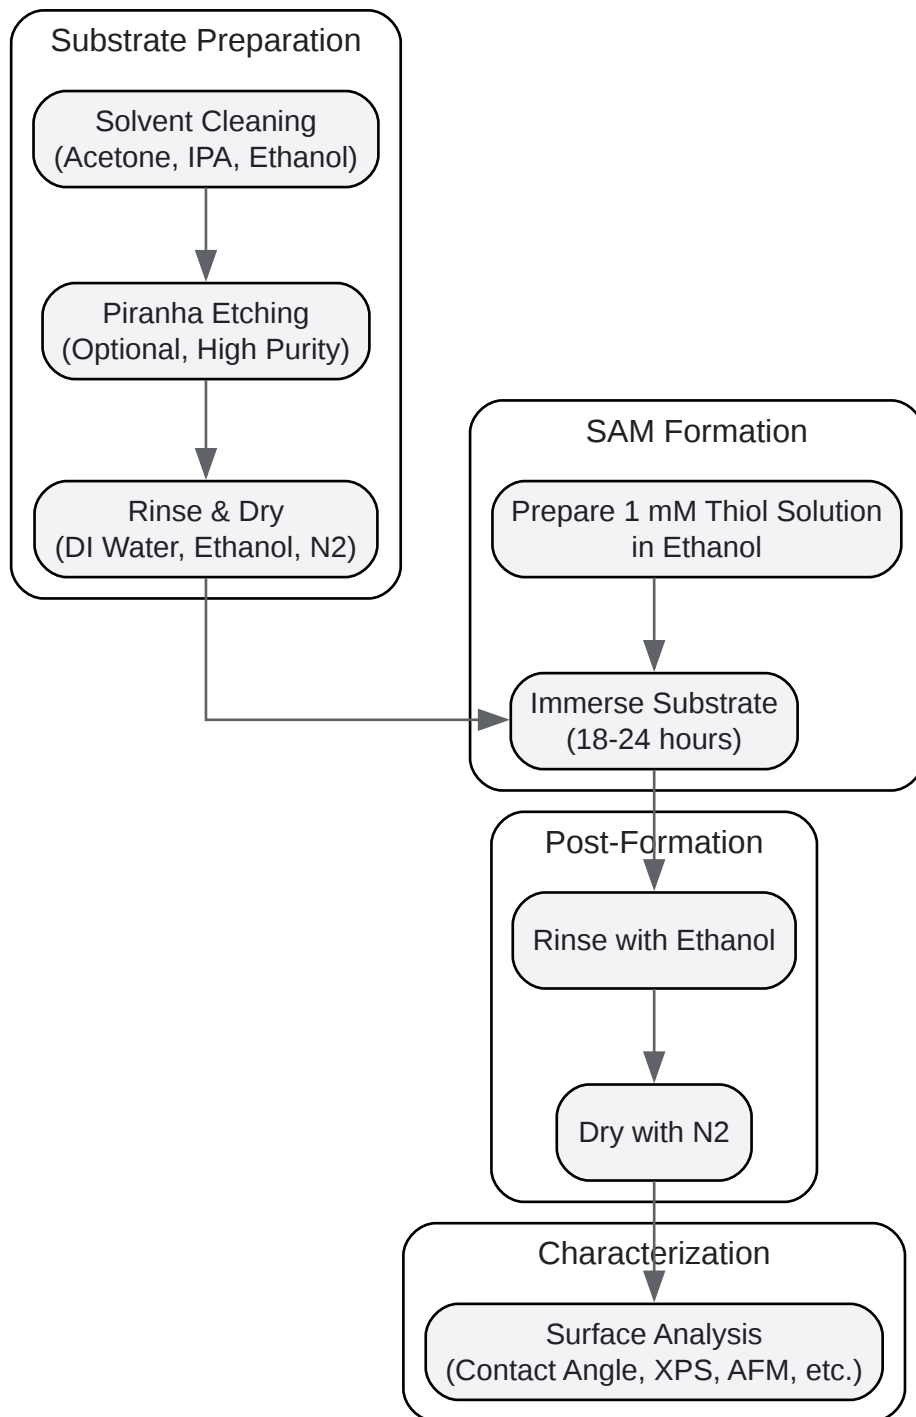 Substrate Preparation
Solvent Cleaning
(Acetone, IPA, Ethanol)
Piranha Etching
(Optional, High Purity)
Rinse & Dry
(DI Water, Ethanol, N2)
SAM Formation
Prepare 1 mM Thiol Solution
in Ethanol
Immerse Substrate
(18-24 hours)
Post-Formation
Rinse with Ethanol
Dry with N2
Characterization
Surface Analysis
(Contact Angle, XPS, AFM, etc.)